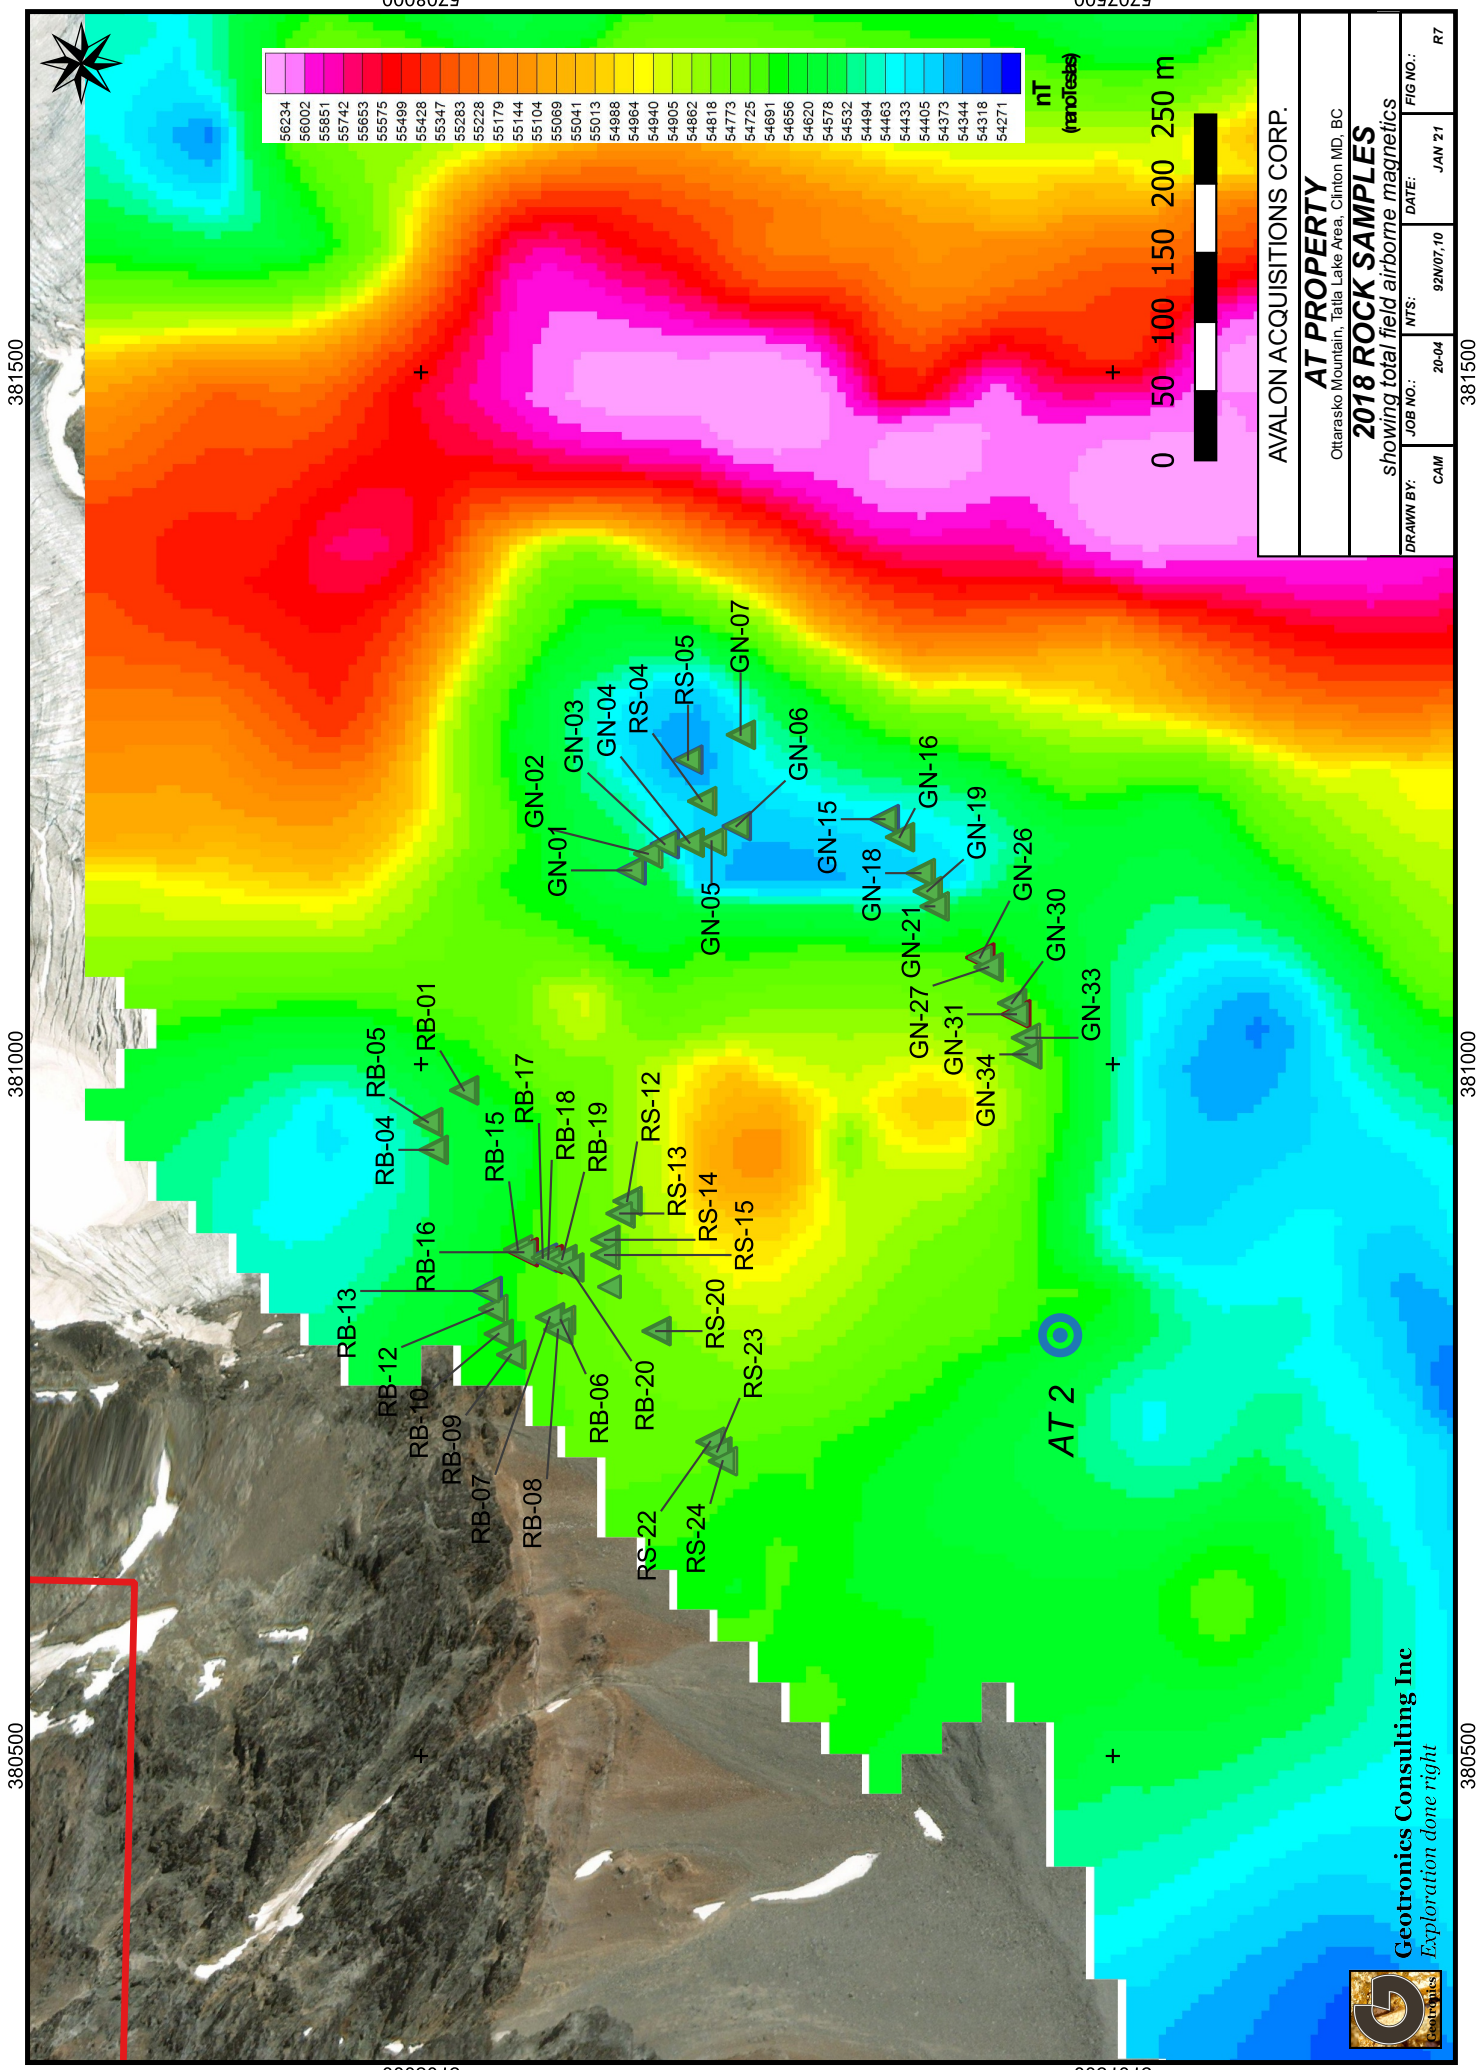 381500
381000
380500
5708000
5707500
56234
56002
55851
55742
55653
55575
55499
55428
55347
55283
55228
55179
55144
55104
55069
55041
55013
54988
54964
54940
54905
54862
54818
54773
54725
54691
54656
54620
54578
54532
54494
54463
54433
54405
54373
54344
54318
54271
nT
(nanoTeslas)
0 50 100 150 200 250 m
GN-01
GN-02
GN-03
GN-04
RS-04
RS-05
GN-07
GN-05
GN-06
GN-15
GN-16
GN-18
GN-19
GN-21
GN-26
GN-27
GN-30
GN-31
GN-33
GN-34
RB-01
RB-05
RB-04
RB-15
RB-17
RB-18
RB-19
RS-12
RS-13
RS-14
RS-15
RB-16
RB-13
RB-12
RB-10
RB-09
RB-07
RB-08
RB-06
RB-20
RS-20
RS-23
RS-22
RS-24
AT 2
AVALON ACQUISITIONS CORP.
AT PROPERTY
Ottarasko Mountain, Tatla Lake Area, Clinton MD, BC
2018 ROCK SAMPLES
showing total field airborne magnetics
DRAWN BY: JOB NO.: NTS: DATE: FIG NO.:
CAM 20-04 92N/07,10 JAN 21 R7
Geotronics
Geotronics Consulting Inc
Exploration done right
381500
381000
380500